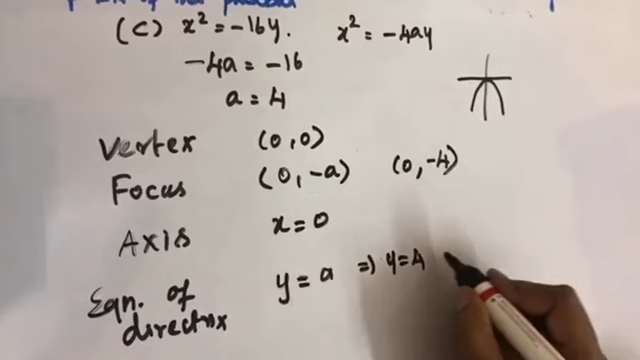 (C) x² = -16y.    x² = -4ay
-4a = -16
a = 4
Vertex (0,0)
Focus (0,-a) (0,-4)
Axis x=0
Eqn. of y = a ⇒ y=4
directrix